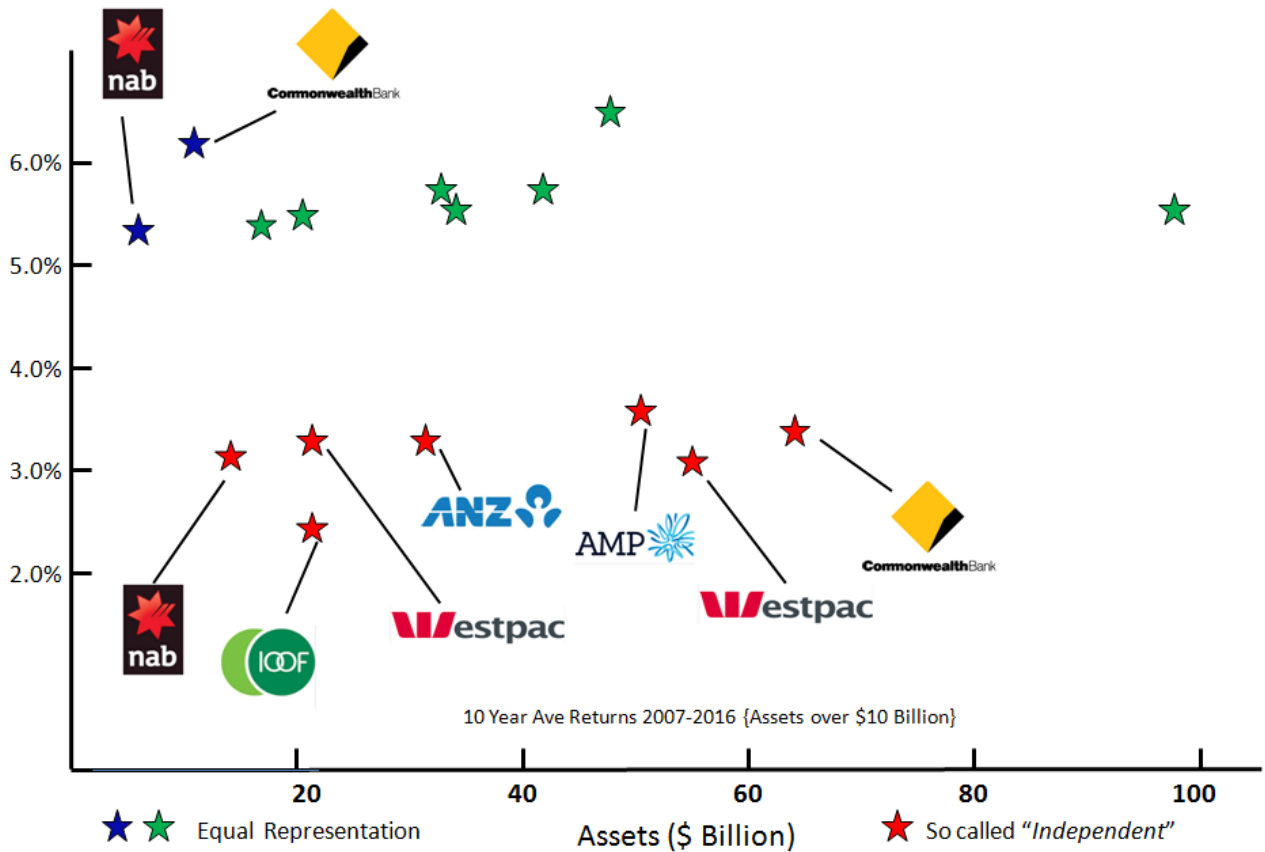 nab
CommonwealthBank
6.0%
5.0%
4.0%
3.0%
2.0%
ANZ
AMP
CommonwealthBank
Westpac
Westpac
nab
IOOF
10 Year Ave Returns 2007-2016 {Assets over $10 Billion}
20
40
60
80
100
Equal Representation
Assets ($ Billion)
So called “Independent”